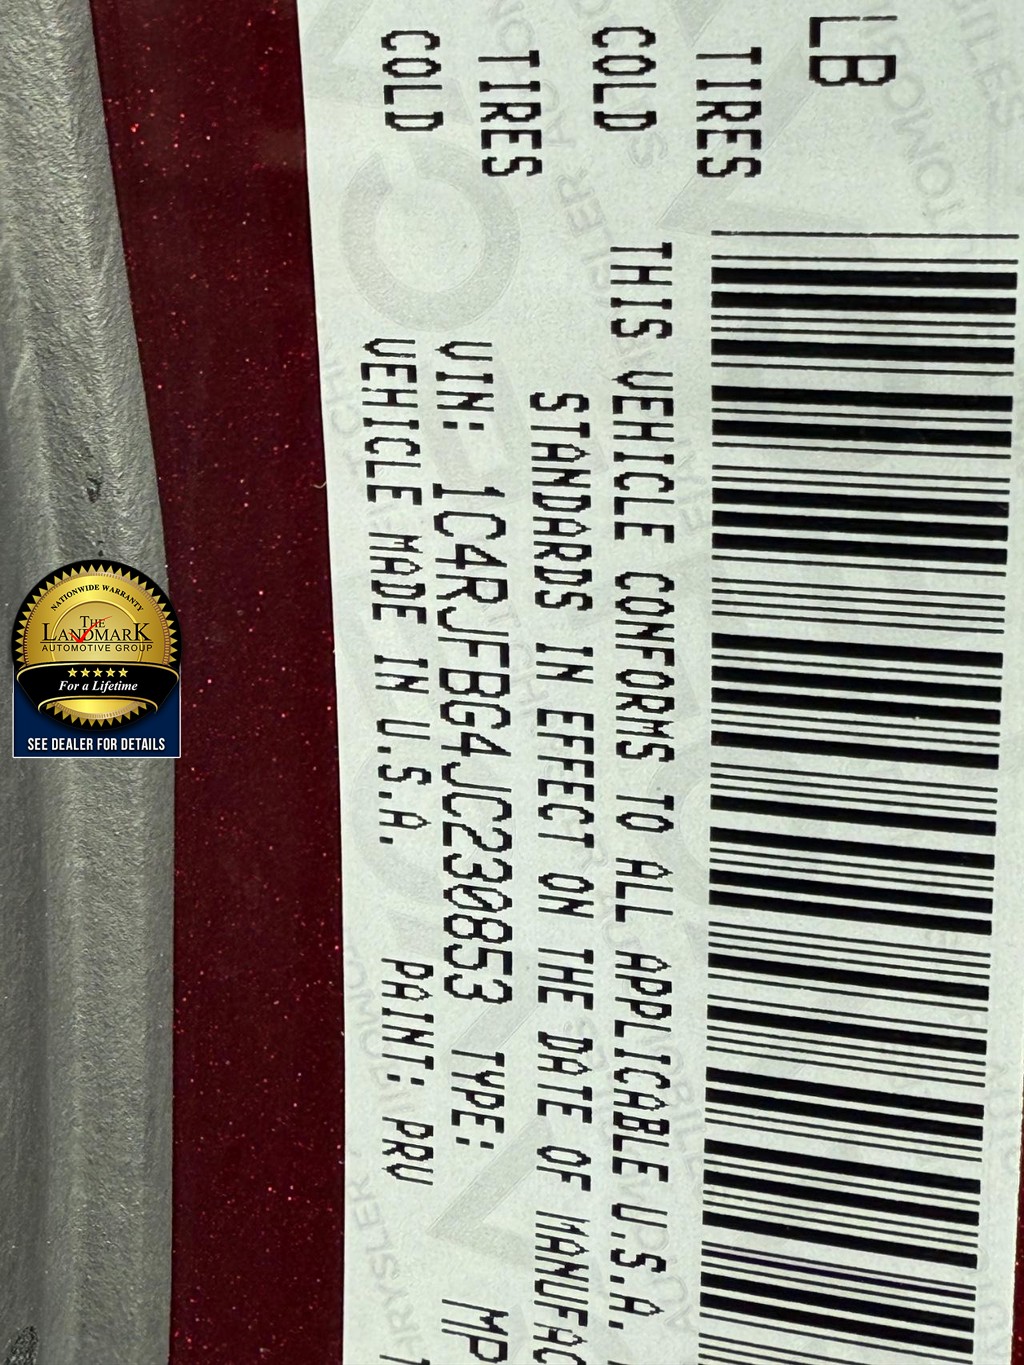 LB
TIRES
COLD
TIRES
COLD
THIS VEHICLE CONFORMS TO ALL APPLICABLE U.S.A.
STANDARDS IN EFFECT ON THE DATE OF MANUFAC
VIN: 1C4RJFBG4JC230853 TYPE: MP
VEHICLE MADE IN U.S.A. PAINT: PRV
NATIONWIDE WARRANTY
THE
LANDMARK
AUTOMOTIVE GROUP
For a Lifetime
SEE DEALER FOR DETAILS